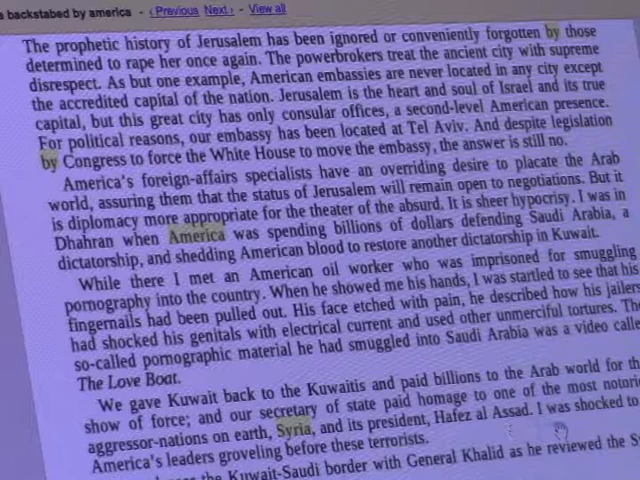 backstabed by america - ‹ Previous Next › - View all
The prophetic history of Jerusalem has been ignored or conveniently forgotten by those
determined to rape her once again. The powerbrokers treat the ancient city with supreme
disrespect. As but one example, American embassies are never located in any city except
the accredited capital of the nation. Jerusalem is the heart and soul of Israel and its true
capital, but this great city has only consular offices, a second-level American presence.
For political reasons, our embassy has been located at Tel Aviv. And despite legislation
by Congress to force the White House to move the embassy, the answer is still no.
America's foreign-affairs specialists have an overriding desire to placate the Arab
world, assuring them that the status of Jerusalem will remain open to negotiations. But it
is diplomacy more appropriate for the theater of the absurd. It is sheer hypocrisy. I was in
Dhahran when America was spending billions of dollars defending Saudi Arabia, a
dictatorship, and shedding American blood to restore another dictatorship in Kuwait.
While there I met an American oil worker who was imprisoned for smuggling
pornography into the country. When he showed me his hands, I was startled to see that his
fingernails had been pulled out. His face etched with pain, he described how his jailers
had shocked his genitals with electrical current and used other unmerciful tortures. The
so-called pornographic material he had smuggled into Saudi Arabia was a video calle
The Love Boat.
We gave Kuwait back to the Kuwaitis and paid billions to the Arab world for th
show of force; and our secretary of state paid homage to one of the most notori
aggressor-nations on earth, Syria, and its president, Hafez al Assad. I was shocked to
America's leaders groveling before these terrorists.
the Kuwait-Saudi border with General Khalid as he reviewed the S